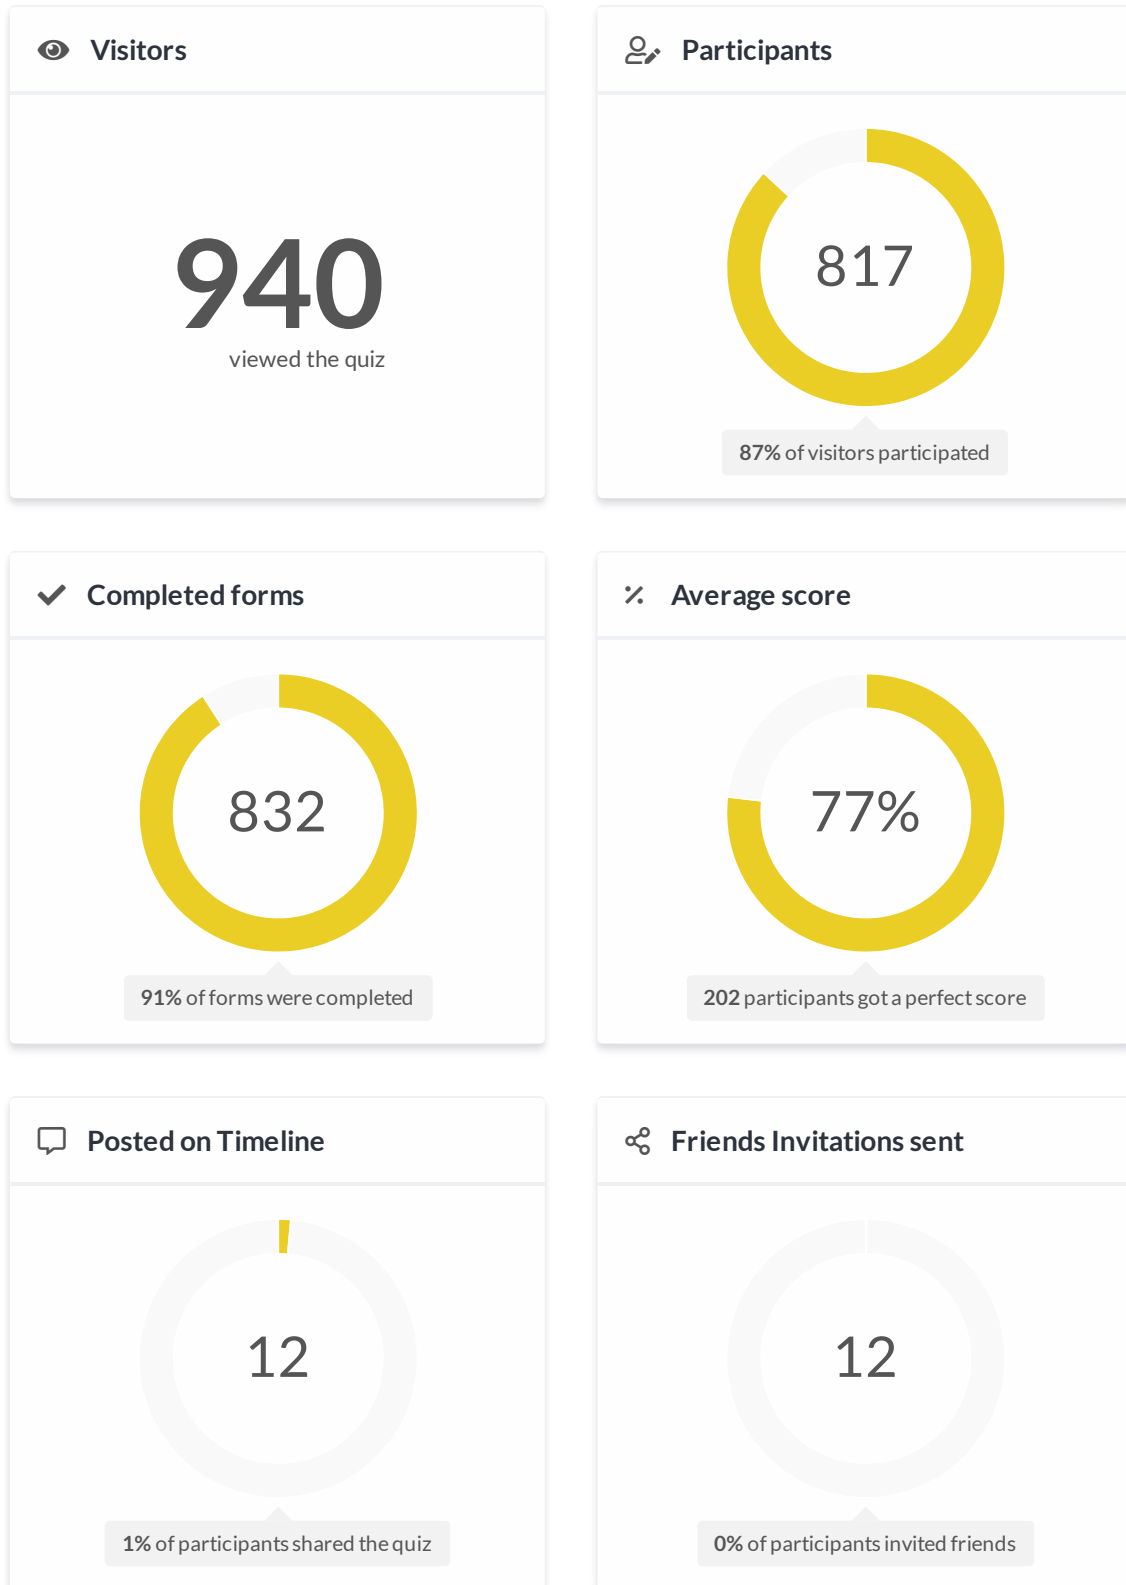 Visitors
940
viewed the quiz
Participants
817
87% of visitors participated
Completed forms
832
91% of forms were completed
Average score
77%
202 participants got a perfect score
Posted on Timeline
12
1% of participants shared the quiz
Friends Invitations sent
12
0% of participants invited friends